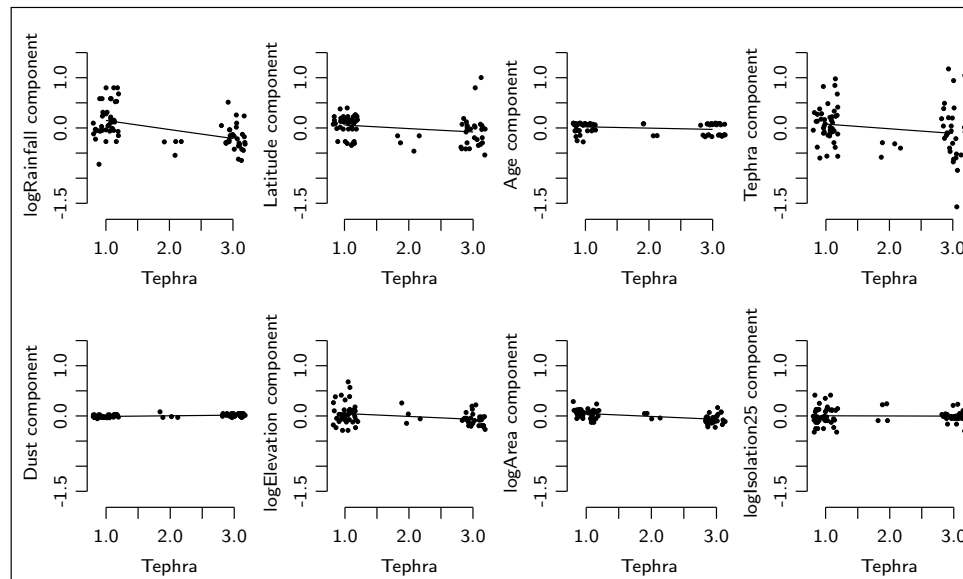 logRainfall component
1.0
0.0
-1.5
1.0 2.0 3.0
Tephra
Latitude component
1.0
0.0
-1.5
1.0 2.0 3.0
Tephra
Age component
1.0
0.0
-1.5
1.0 2.0 3.0
Tephra
Tephra component
1.0
0.0
-1.5
1.0 2.0 3.0
Tephra
Dust component
1.0
0.0
-1.5
1.0 2.0 3.0
Tephra
logElevation component
1.0
0.0
-1.5
1.0 2.0 3.0
Tephra
logArea component
1.0
0.0
-1.5
1.0 2.0 3.0
Tephra
logIsolation25 component
1.0
0.0
-1.5
1.0 2.0 3.0
Tephra